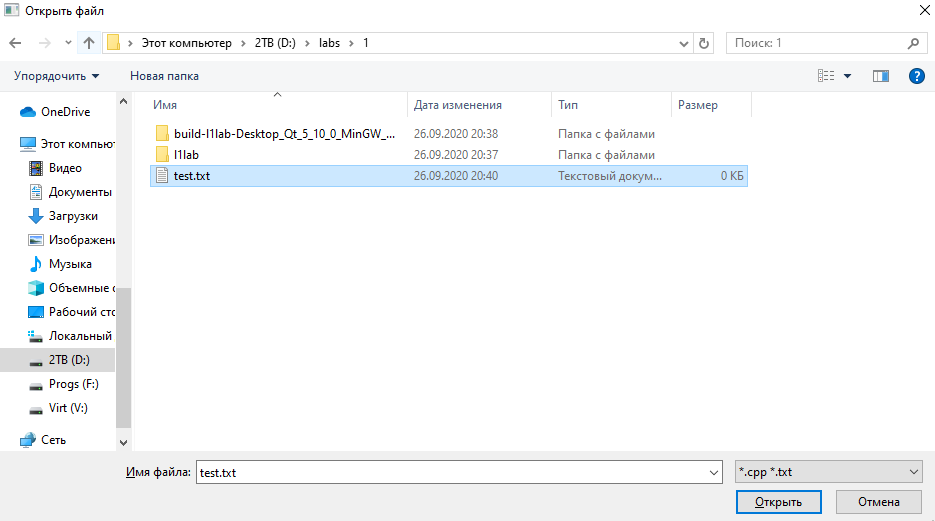 Открыть файл
Этот компьютер > 2TB (D:) > labs > 1
Поиск: 1
Упорядочить
Новая папка
?
Имя Дата изменения Тип Размер
build-l1lab-Desktop_Qt_5_10_0_MinGW_... 26.09.2020 20:38 Папка с файлами
l1lab 26.09.2020 20:37 Папка с файлами
test.txt 26.09.2020 20:40 Текстовый докум... 0 КБ
OneDrive
Этот компьют
Видео
Документы
Загрузки
Изображени
Музыка
Объемные о
Рабочий сто
Локальный
2TB (D:)
Progs (F:)
Virt (V:)
Сеть
Имя файла: test.txt *.cpp *.txt
Открыть Отмена